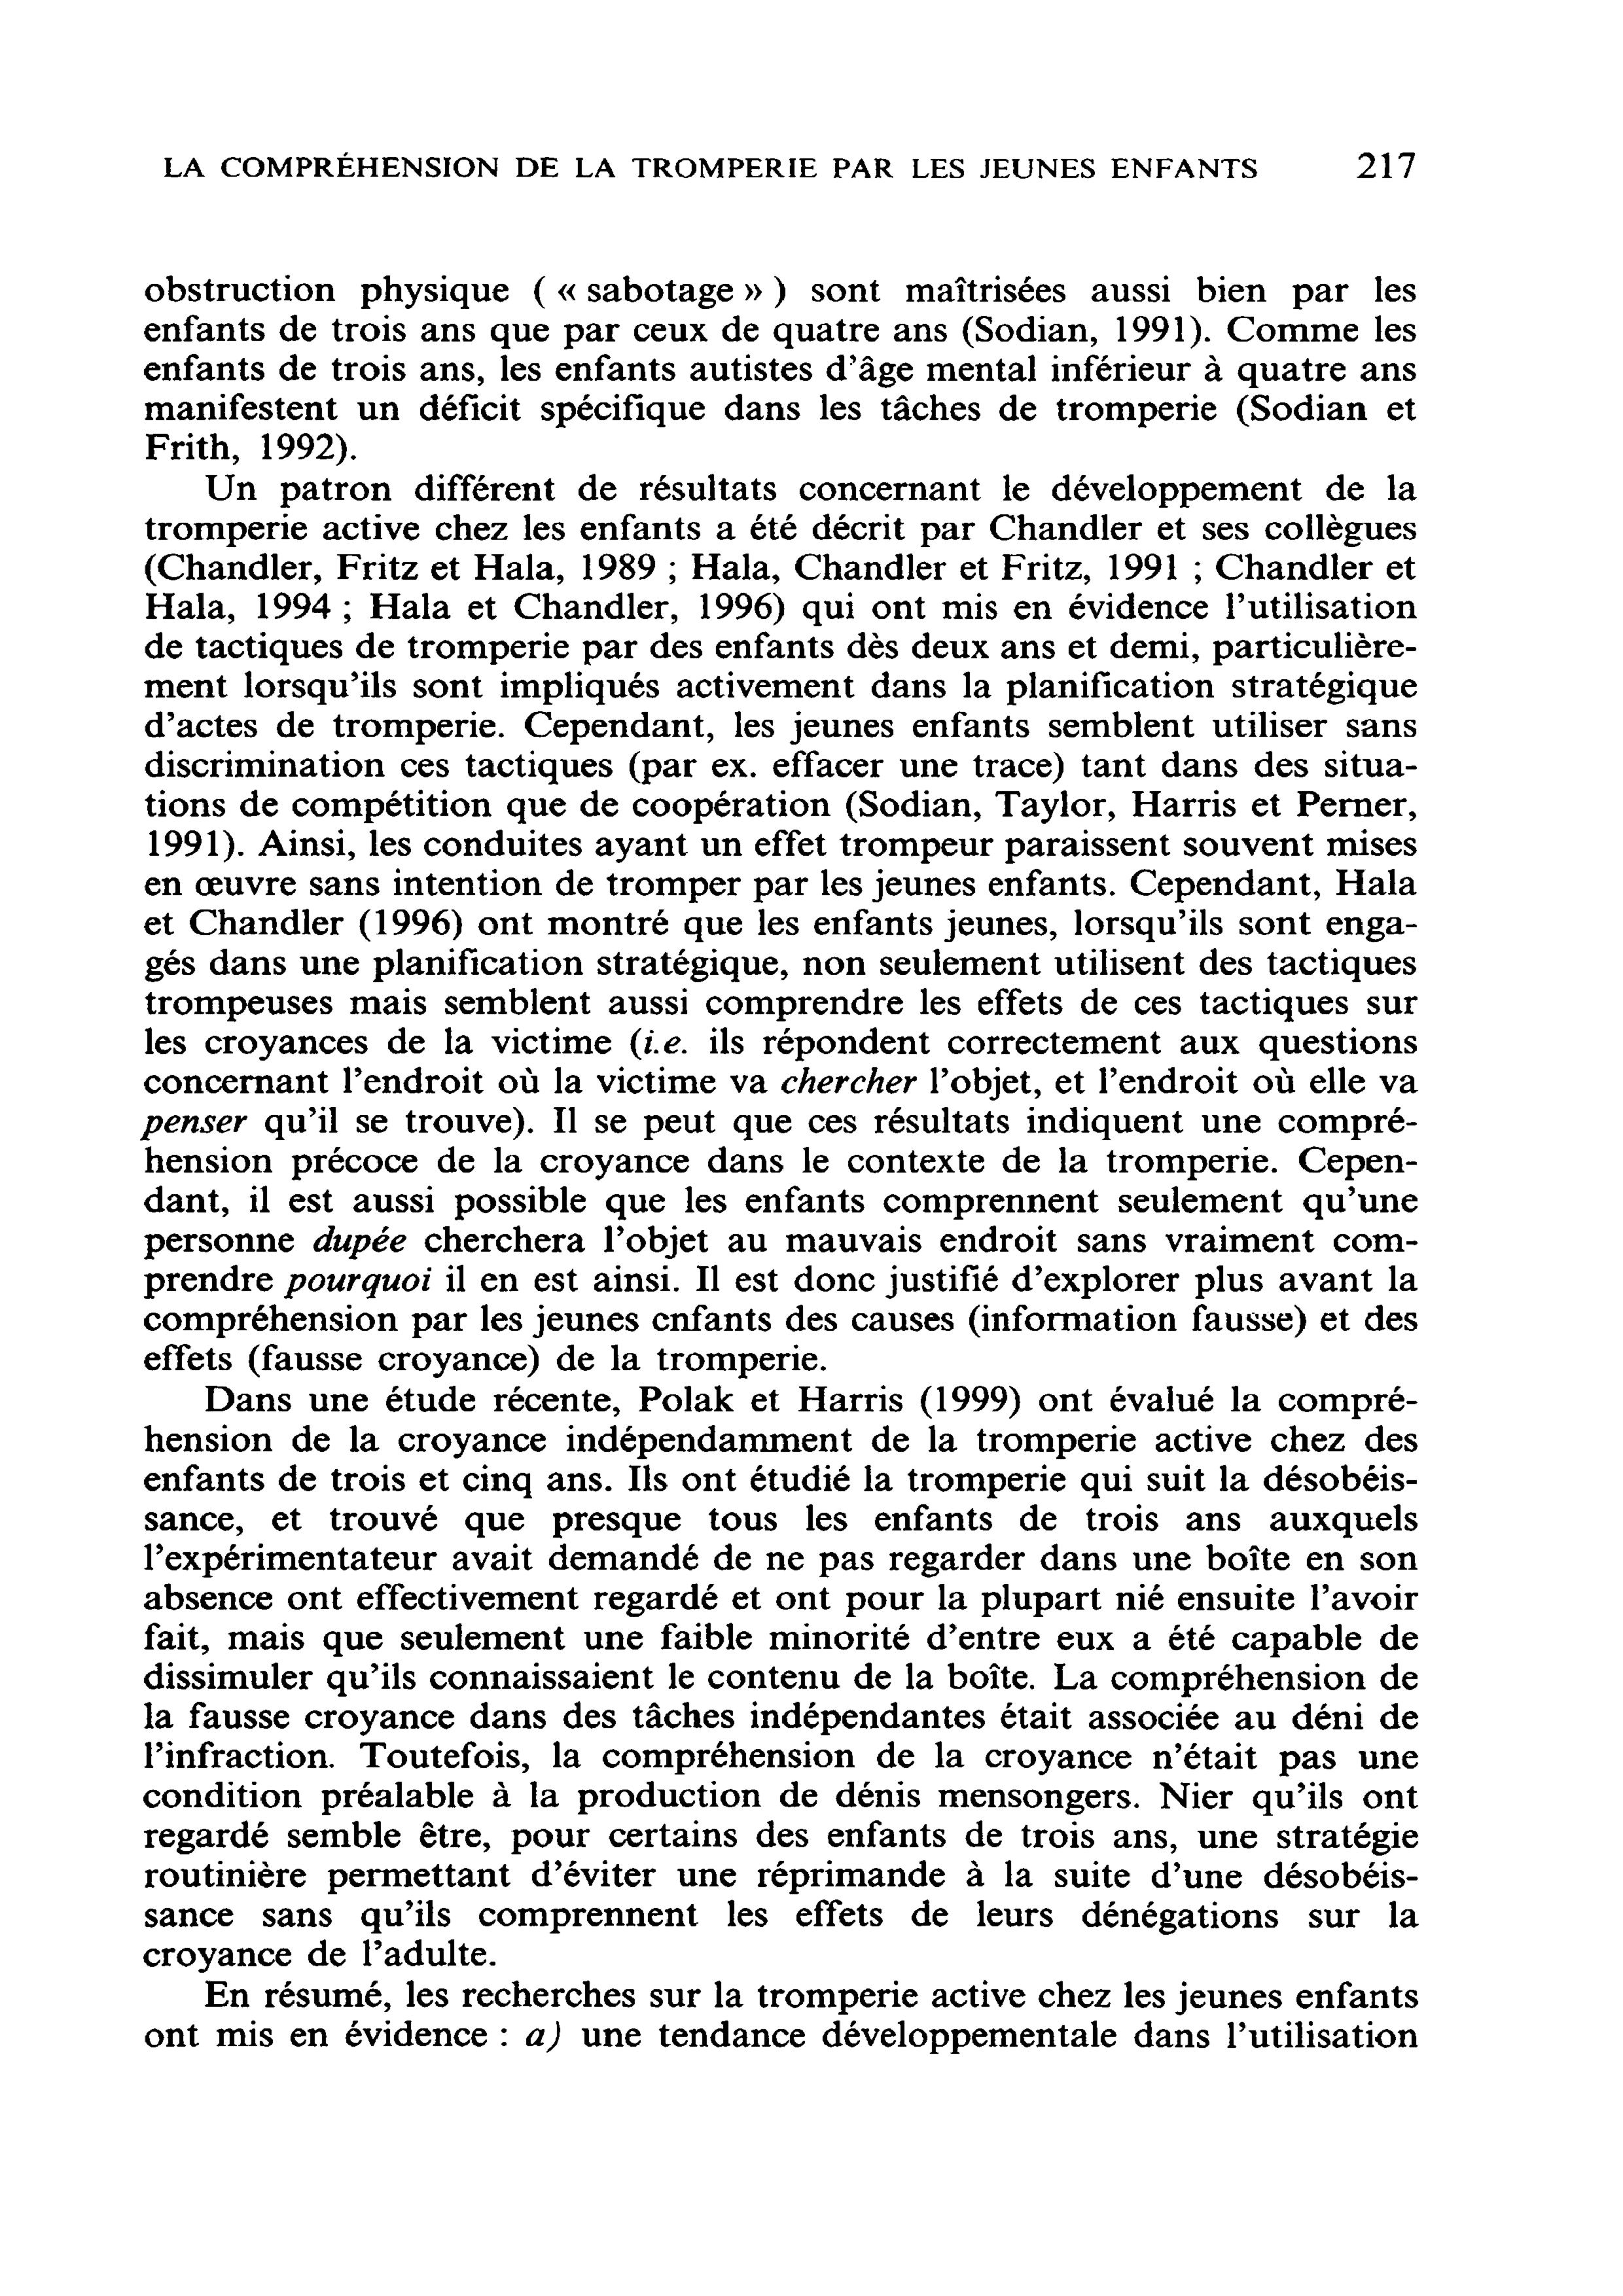 LA COMPRÉHENSION DE LA TROMPERIE PAR LES JEUNES ENFANTS 217
obstruction physique ( « sabotage » ) sont maîtrisées aussi bien par les
enfants de trois ans que par ceux de quatre ans (Sodian, 1991). Comme les
enfants de trois ans, les enfants autistes d'âge mental inférieur à quatre ans
manifestent un déficit spécifique dans les tâches de tromperie (Sodian et
Frith, 1992).
Un patron différent de résultats concernant le développement de la
tromperie active chez les enfants a été décrit par Chandler et ses collègues
(Chandler, Fritz et Hala, 1989 ; Hala, Chandler et Fritz, 1991 ; Chandler et
Hala, 1994 ; Hala et Chandler, 1996) qui ont mis en évidence l'utilisation
de tactiques de tromperie par des enfants dès deux ans et demi, particulière-
ment lorsqu'ils sont impliqués activement dans la planification stratégique
d'actes de tromperie. Cependant, les jeunes enfants semblent utiliser sans
discrimination ces tactiques (par ex. effacer une trace) tant dans des situa-
tions de compétition que de coopération (Sodian, Taylor, Harris et Perner,
1991). Ainsi, les conduites ayant un effet trompeur paraissent souvent mises
en œuvre sans intention de tromper par les jeunes enfants. Cependant, Hala
et Chandler (1996) ont montré que les enfants jeunes, lorsqu'ils sont enga-
gés dans une planification stratégique, non seulement utilisent des tactiques
trompeuses mais semblent aussi comprendre les effets de ces tactiques sur
les croyances de la victime (i.e. ils répondent correctement aux questions
concernant l'endroit où la victime va chercher l'objet, et l'endroit où elle va
penser qu'il se trouve). Il se peut que ces résultats indiquent une compré-
hension précoce de la croyance dans le contexte de la tromperie. Cepen-
dant, il est aussi possible que les enfants comprennent seulement qu'une
personne dupée cherchera l'objet au mauvais endroit sans vraiment com-
prendre pourquoi il en est ainsi. Il est donc justifié d'explorer plus avant la
compréhension par les jeunes enfants des causes (information fausse) et des
effets (fausse croyance) de la tromperie.
Dans une étude récente, Polak et Harris (1999) ont évalué la compré-
hension de la croyance indépendamment de la tromperie active chez des
enfants de trois et cinq ans. Ils ont étudié la tromperie qui suit la désobéis-
sance, et trouvé que presque tous les enfants de trois ans auxquels
l'expérimentateur avait demandé de ne pas regarder dans une boîte en son
absence ont effectivement regardé et ont pour la plupart nié ensuite l'avoir
fait, mais que seulement une faible minorité d'entre eux a été capable de
dissimuler qu'ils connaissaient le contenu de la boîte. La compréhension de
la fausse croyance dans des tâches indépendantes était associée au déni de
l'infraction. Toutefois, la compréhension de la croyance n'était pas une
condition préalable à la production de dénis mensongers. Nier qu'ils ont
regardé semble être, pour certains des enfants de trois ans, une stratégie
routinière permettant d'éviter une réprimande à la suite d'une désobéis-
sance sans qu'ils comprennent les effets de leurs dénégations sur la
croyance de l'adulte.
En résumé, les recherches sur la tromperie active chez les jeunes enfants
ont mis en évidence : a) une tendance développementale dans l'utilisation